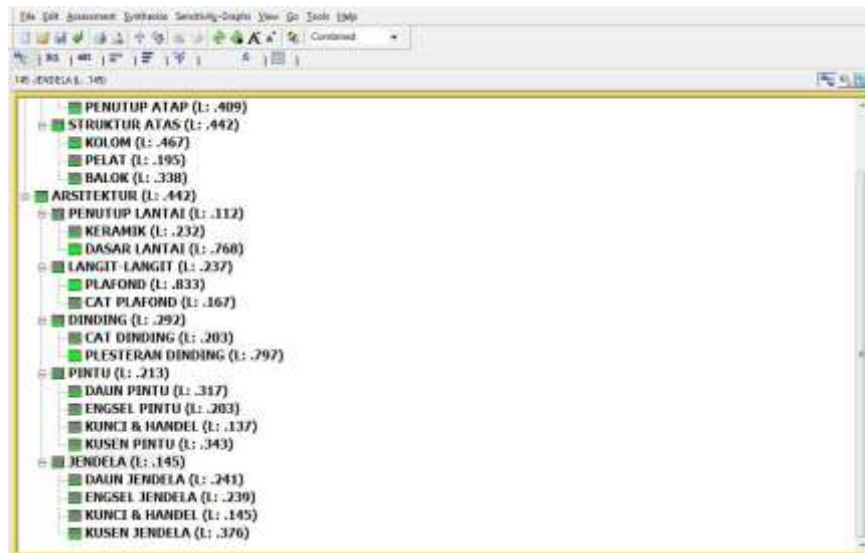 File Edit Assessment Synthesize Sensitivity-Graphs View Go Tools Help
Combined
PENUTUP ATAP (L: .409)
STRUKTUR ATAS (L: .442)
KOLOM (L: .467)
PELAT (L: .195)
BALOK (L: .338)
ARSITEKTUR (L: .442)
PENUTUP LANTAI (L: .112)
KERAMIK (L: .232)
DASAR LANTAI (L: .768)
LANGIT-LANGIT (L: .237)
PLAFOND (L: .833)
CAT PLAFOND (L: .167)
DINDING (L: .292)
CAT DINDING (L: .203)
PLESTERAN DINDING (L: .797)
PINTU (L: .213)
DAUN PINTU (L: .317)
ENGSEL PINTU (L: .203)
KUNCI & HANDEL (L: .137)
KUSEN PINTU (L: .343)
JENDELA (L: .145)
DAUN JENDELA (L: .241)
ENGSEL JENDELA (L: .239)
KUNCI & HANDEL (L: .145)
KUSEN JENDELA (L: .376)